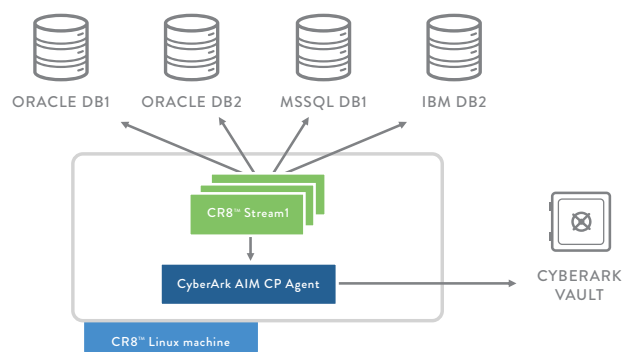 ORACLE DB1
ORACLE DB2
MSSQL DB1
IBM DB2
CR8™ Stream1
CyberArk AIM CP Agent
CYBERARK
VAULT
CR8™ Linux machine